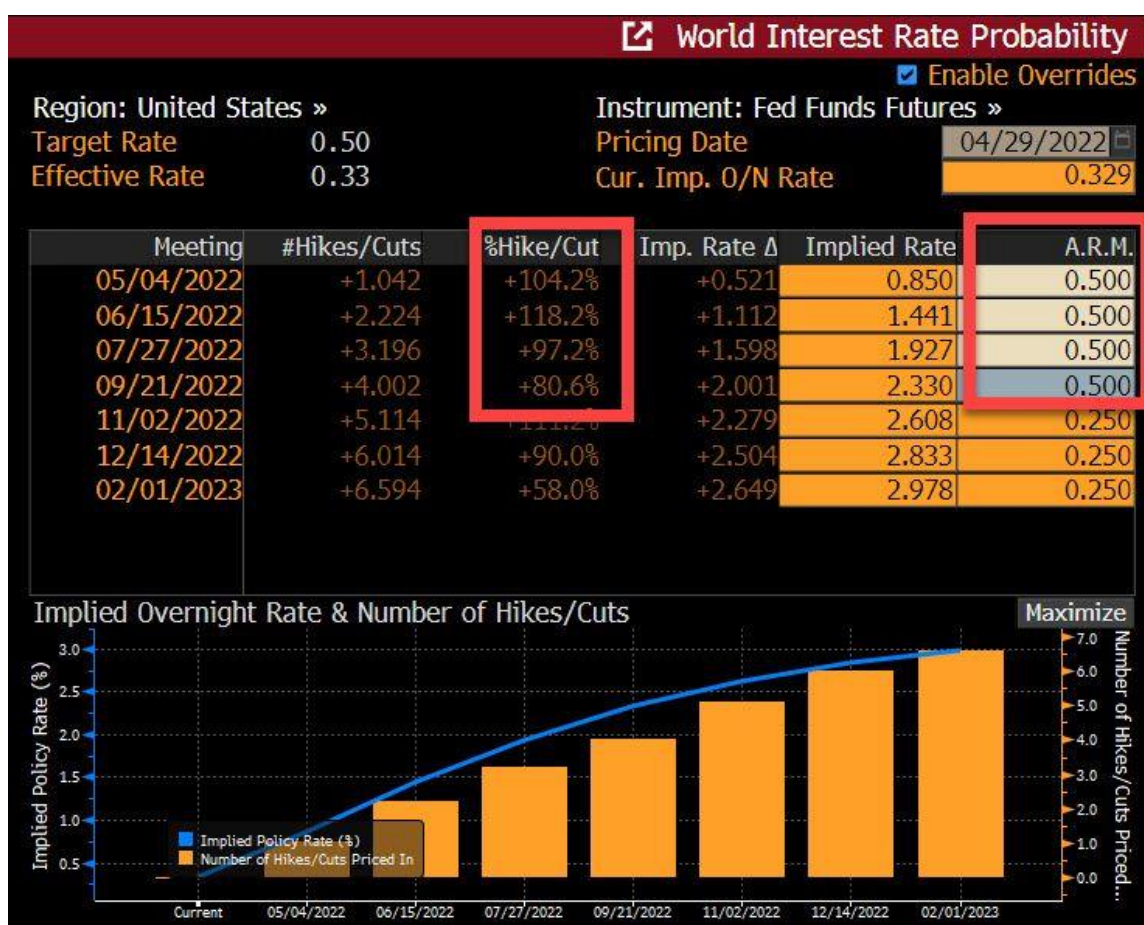 World Interest Rate Probability
Enable Overrides
Region: United States » Instrument: Fed Funds Futures »
Target Rate 0.50 Pricing Date 04/29/2022
Effective Rate 0.33 Cur. Imp. O/N Rate 0.329
Meeting #Hikes/Cuts %Hike/Cut Imp. Rate Δ Implied Rate A.R.M.
05/04/2022 +1.042 +104.2% +0.521 0.850 0.500
06/15/2022 +2.224 +118.2% +1.112 1.441 0.500
07/27/2022 +3.196 +97.2% +1.598 1.927 0.500
09/21/2022 +4.002 +80.6% +2.001 2.330 0.500
11/02/2022 +5.114 +111.2% +2.279 2.608 0.250
12/14/2022 +6.014 +90.0% +2.504 2.833 0.250
02/01/2023 +6.594 +58.0% +2.649 2.978 0.250
Implied Overnight Rate & Number of Hikes/Cuts Maximize
Implied Policy Rate (%)
3.0
2.5
2.0
1.5
1.0
0.5
Implied Policy Rate (%)
Number of Hikes/Cuts Priced In
7.0
6.0
5.0
4.0
3.0
2.0
1.0
0.0
Number of Hikes/Cuts Priced...
Current 05/04/2022 06/15/2022 07/27/2022 09/21/2022 11/02/2022 12/14/2022 02/01/2023